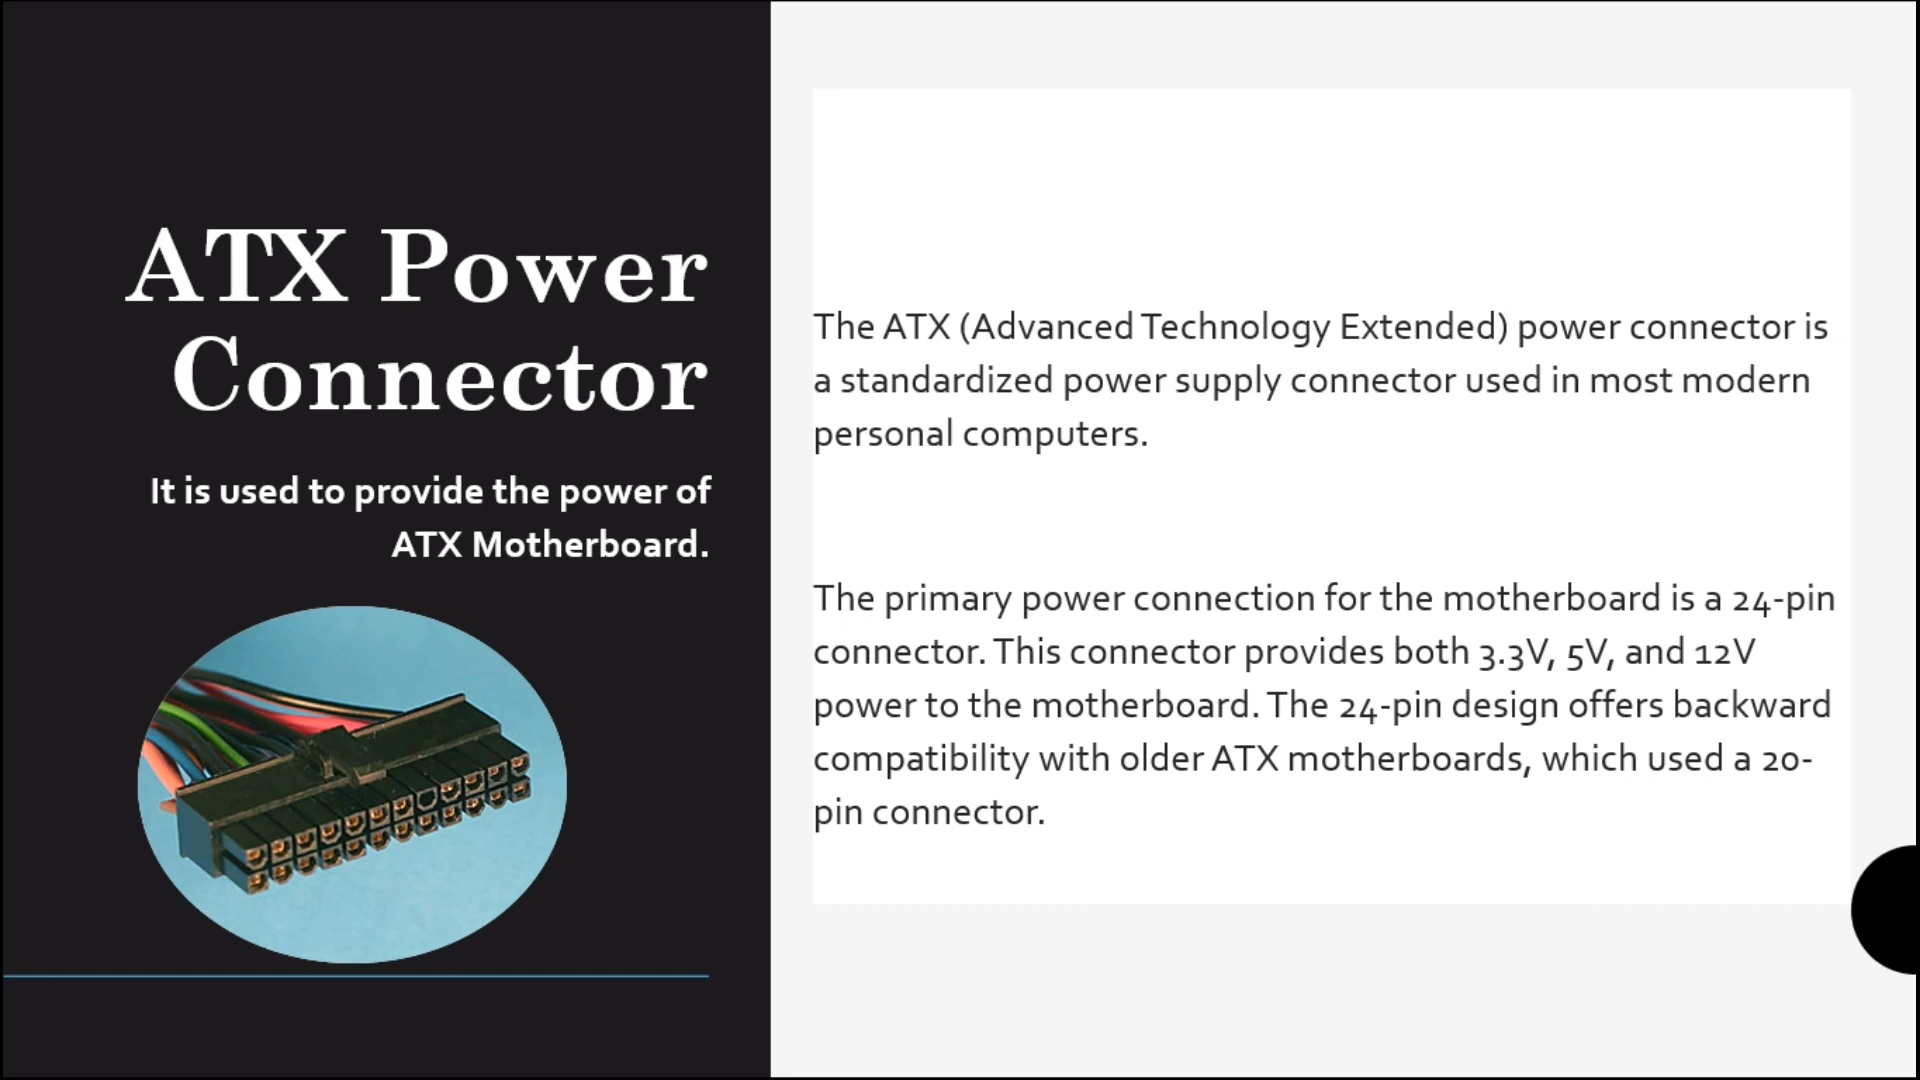 ATX Power
Connector
It is used to provide the power of
ATX Motherboard.
The ATX (Advanced Technology Extended) power connector is
a standardized power supply connector used in most modern
personal computers.
The primary power connection for the motherboard is a 24-pin
connector. This connector provides both 3.3V, 5V, and 12V
power to the motherboard. The 24-pin design offers backward
compatibility with older ATX motherboards, which used a 20-
pin connector.